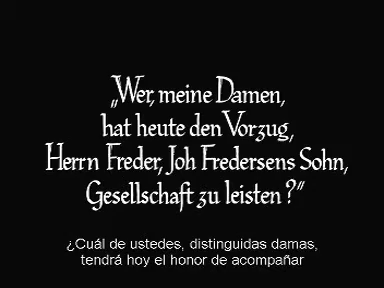 „Wer, meine Damen,
hat heute den Vorzug,
Herrn Freder, Joh Fredersens Sohn,
Gesellschaft zu leisten?“
¿Cuál de ustedes, distinguidas damas,
tendrá hoy el honor de acompañar